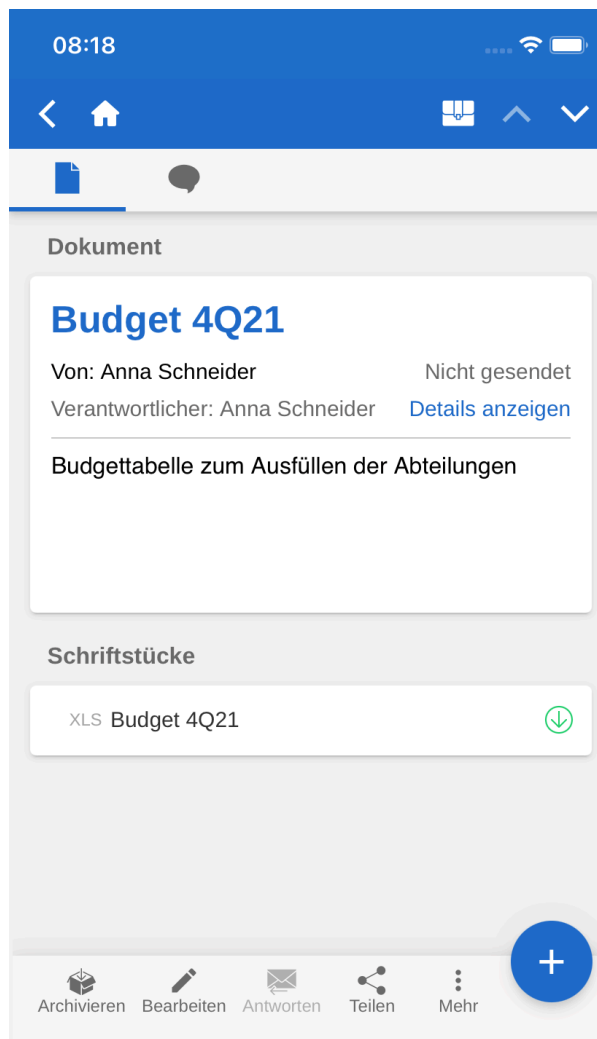 08:18
Dokument
Budget 4Q21
Von: Anna Schneider Nicht gesendet
Verantwortlicher: Anna Schneider Details anzeigen
Budgettabelle zum Ausfüllen der Abteilungen
Schriftstücke
XLS Budget 4Q21
Archivieren Bearbeiten Antworten Teilen Mehr